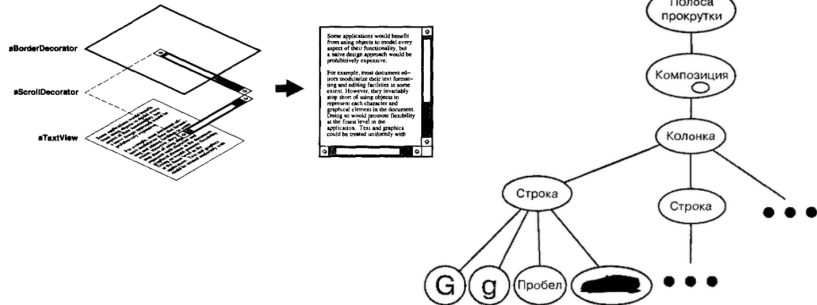 aBorderDecorator
aScrollDecorator
aTextView
Some applications would benefit
from using objects to model every
aspect of their functionality, but
a naive design approach would be
prohibitively expensive.
For example, most document edi-
tors modularize their text format-
ting and editing facilities to some
extent. However, they invariably
stop short of using objects to
represent each character and
graphical element in the document.
Doing so would promote flexibility
at the finest level in the
application. Text and graphics
could be treated uniformly with
Полоса
прокрутки
Композиция
Колонка
Строка
Строка
G
g
Пробел